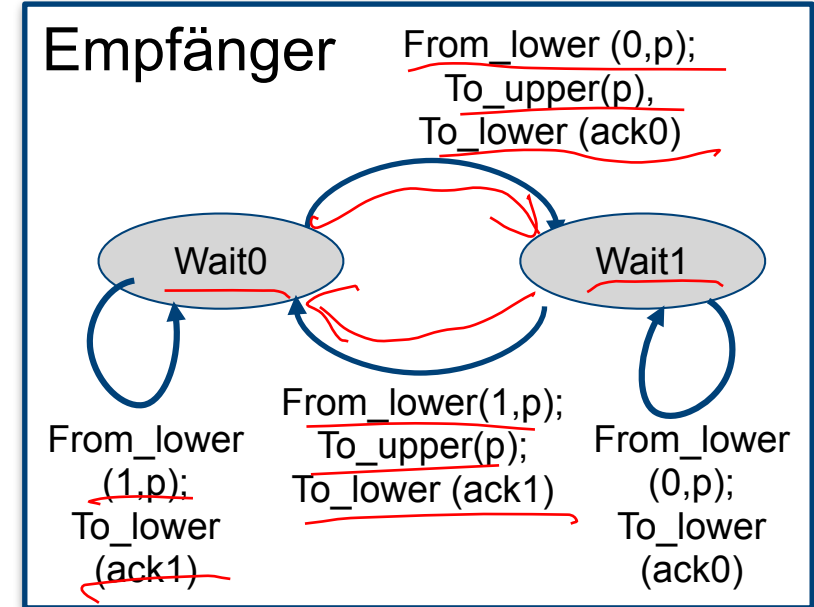 Empfänger
From_lower (0,p);
To_upper(p),
To_lower (ack0)
Wait0
Wait1
From_lower
(1,p);
To_lower
(ack1)
From_lower(1,p);
To_upper(p);
To_lower (ack1)
From_lower
(0,p);
To_lower
(ack0)